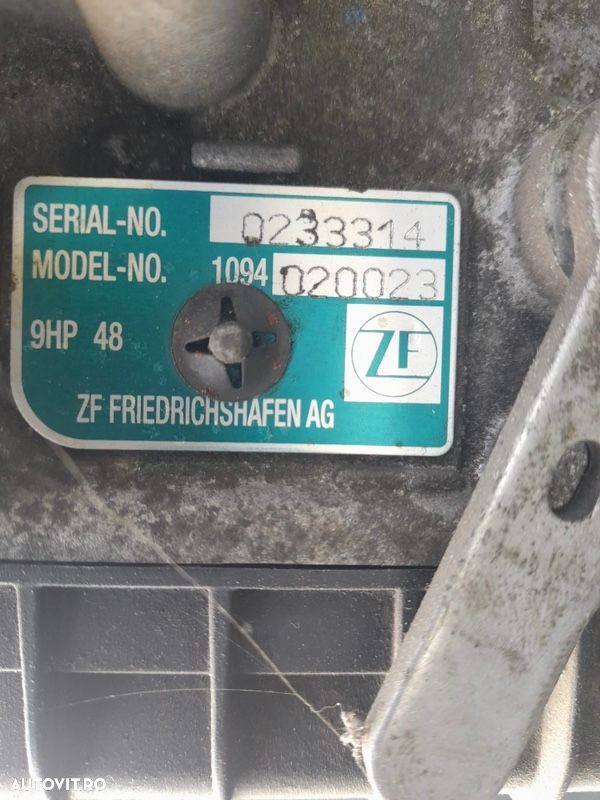 SERIAL-NO. 0233314
MODEL-NO. 1094 020023
9HP 48
ZF
ZF FRIEDRICHSHAFEN AG
AUTOVIT.RO